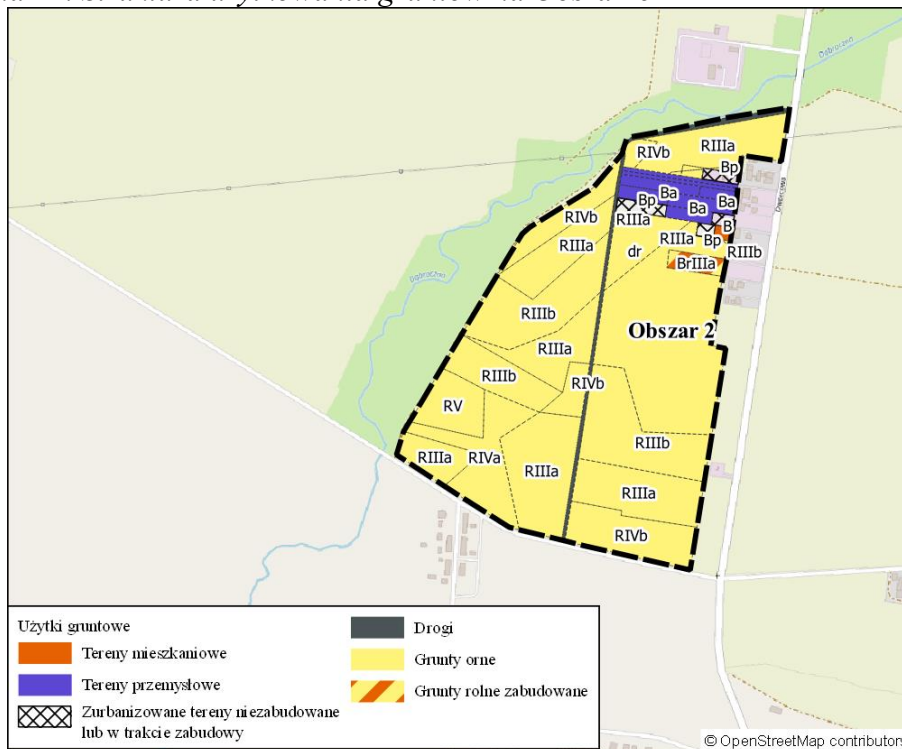 Dąbroczna
RIVb
RIIIa
Bp
Ba
Bp
Ba
Ba
RIIIa
B
RIVb
RIIIa
Bp
RIIIb
RIIIa
dr
BrIIIa
RIIIb
Obszar 2
RIIIa
RIIIb
RIVb
RV
RIIIb
RIIIa
RIVa
RIIIa
RIIIa
RIVb
Dąbroczna
Użytki gruntowe
Tereny mieszkaniowe
Tereny przemysłowe
Zurbanizowane tereny niezabudowane
lub w trakcie zabudowy
Drogi
Grunty orne
Grunty rolne zabudowane
© OpenStreetMap contributors